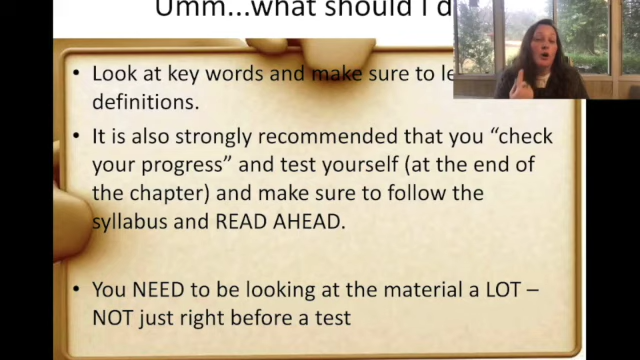 Umm...what should I d
• Look at key words and make sure to le
definitions.
• It is also strongly recommended that you “check
your progress” and test yourself (at the end of
the chapter) and make sure to follow the
syllabus and READ AHEAD.
• You NEED to be looking at the material a LOT –
NOT just right before a test